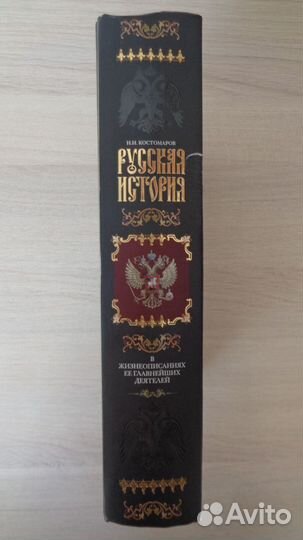 Н.И. КОСТОМАРОВ
РУССКАЯ
ИСТОРИЯ
В
ЖИЗНЕОПИСАНИЯХ
ЕЕ ГЛАВНЕЙШИХ
ДЕЯТЕЛЕЙ
Avito